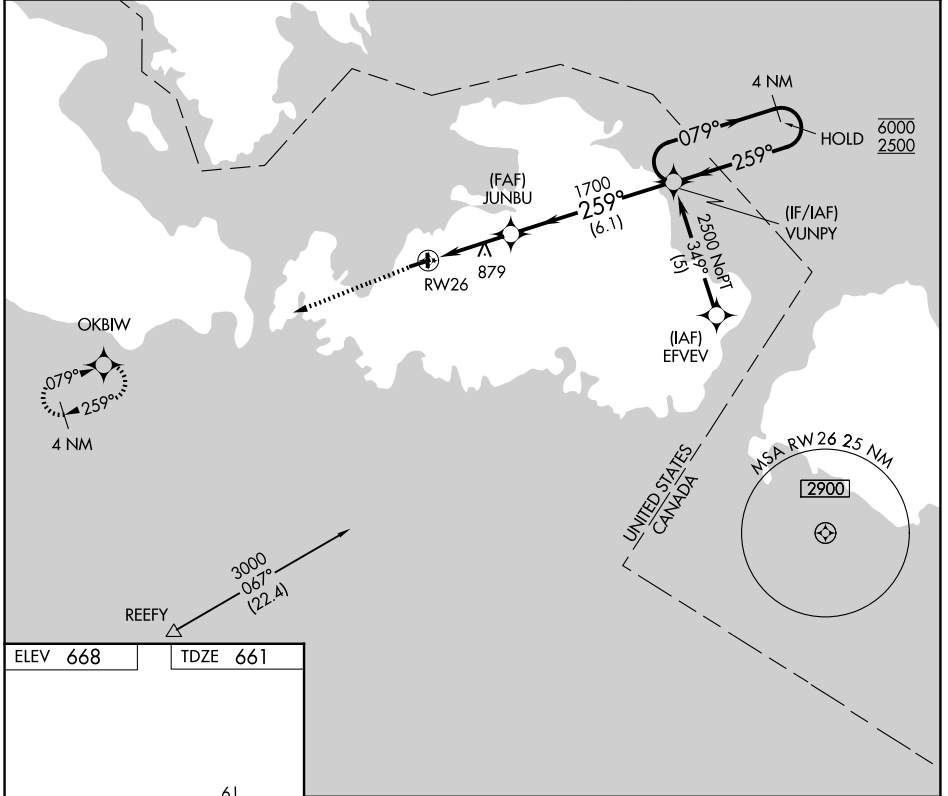 4 NM
079°
HOLD
6000
2500
259°
(FAF)
JUNBU
1700
259°
(6.1)
(IF/IAF)
VUNPY
2500 NoPT
349°
(5)
RW26
879
OKBIW
(IAF)
EFVEV
079°
259°
4 NM
MSA RW26 25 NM
2900
UNITED STATES
CANADA
3000
067°
(22.4)
REEFY
ELEV 668
TDZE 661
61